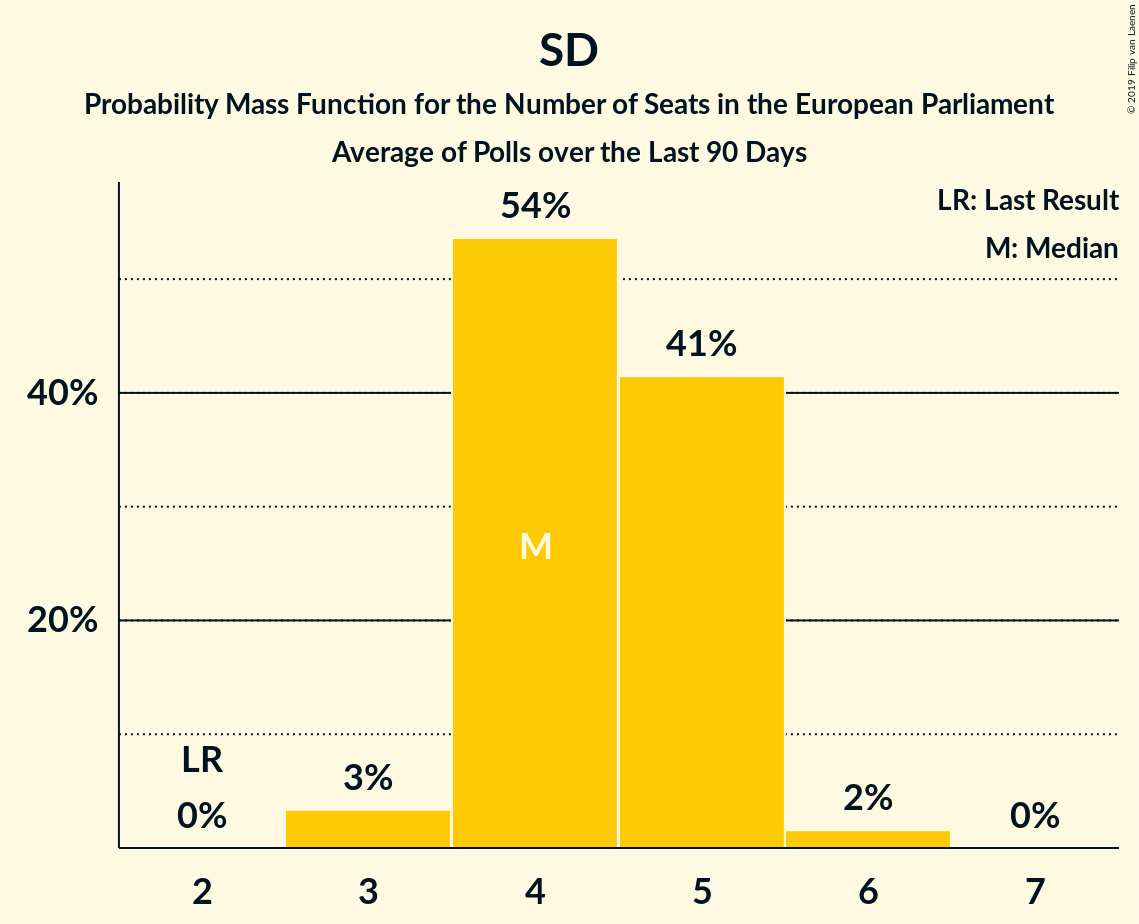 SD
Probability Mass Function for the Number of Seats in the European Parliament
Average of Polls over the Last 90 Days
© 2019 Filip van Laenen
LR: Last Result
M: Median
54%
41%
40%
M
20%
LR
3%
2%
0%
0%
2 3 4 5 6 7